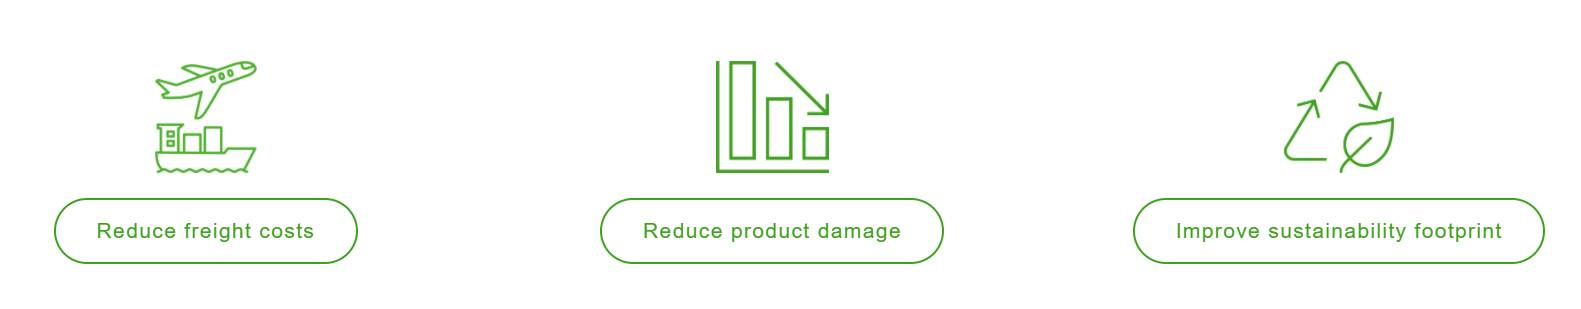 Reduce freight costs
Reduce product damage
Improve sustainability footprint